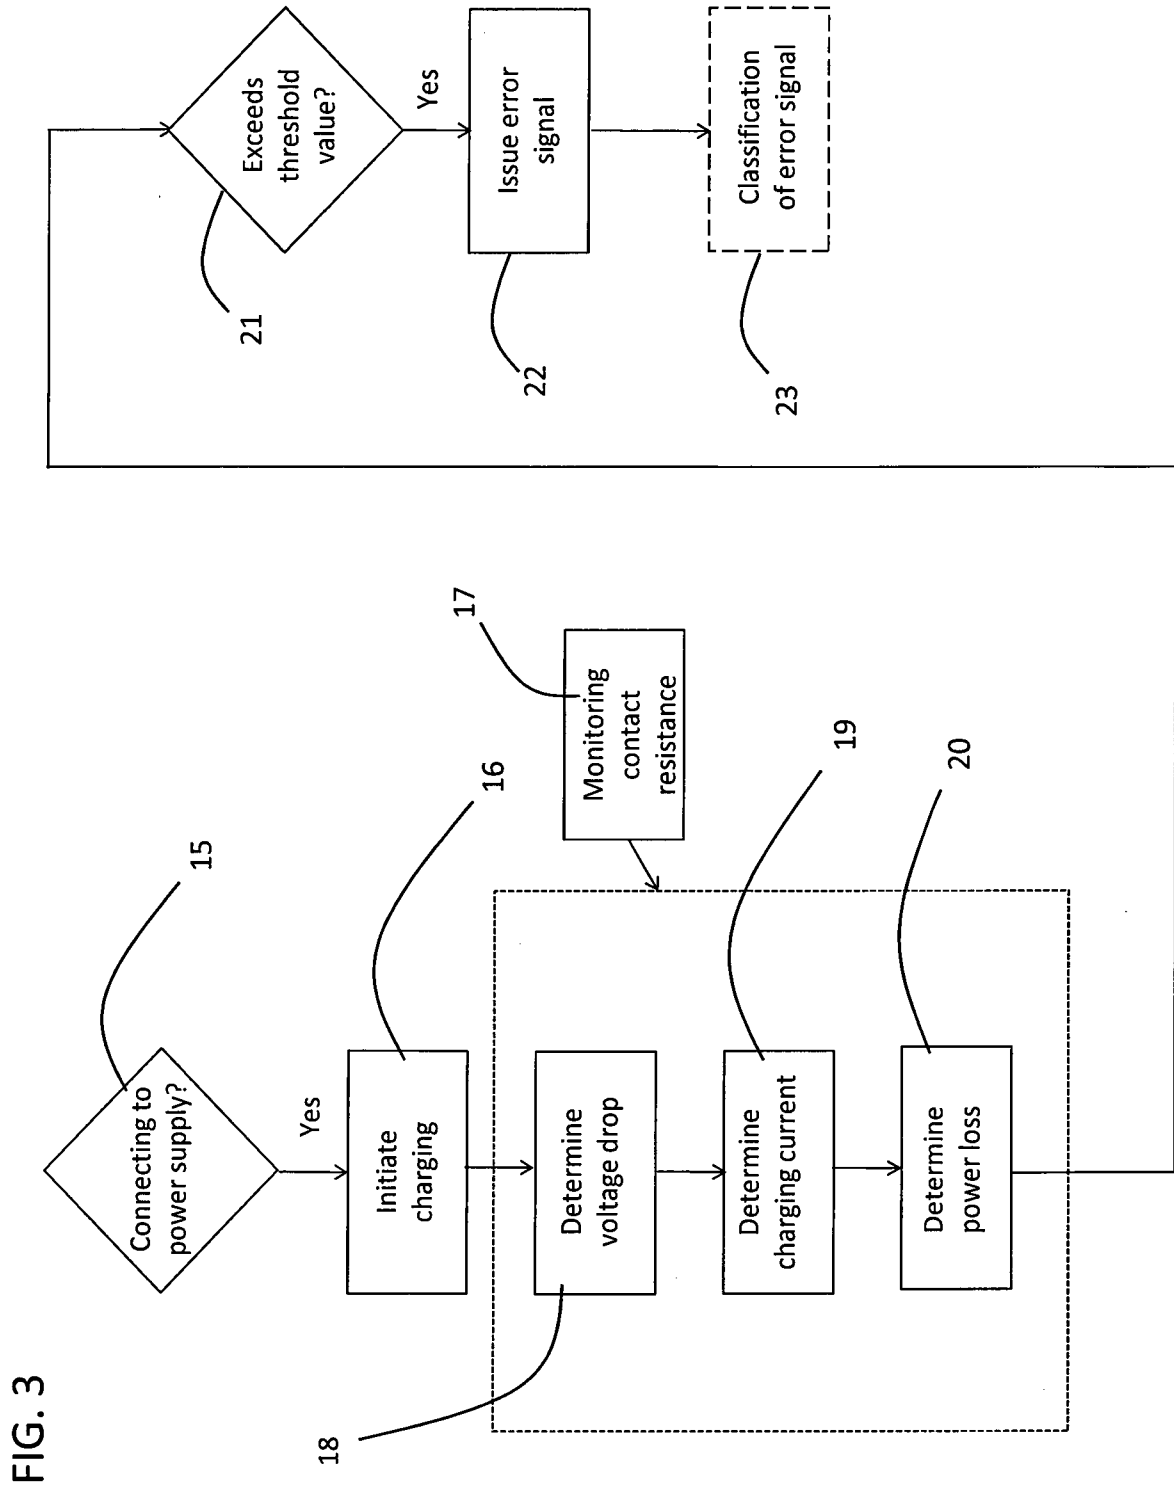 FIG. 3
15
Connecting to
power supply?
Yes
16
Initiate
charging
17
Monitoring
contact
resistance
18
Determine
voltage drop
19
Determine
charging current
20
Determine
power loss
21
Exceeds
threshold
value?
Yes
22
Issue error
signal
23
Classification
of error signal